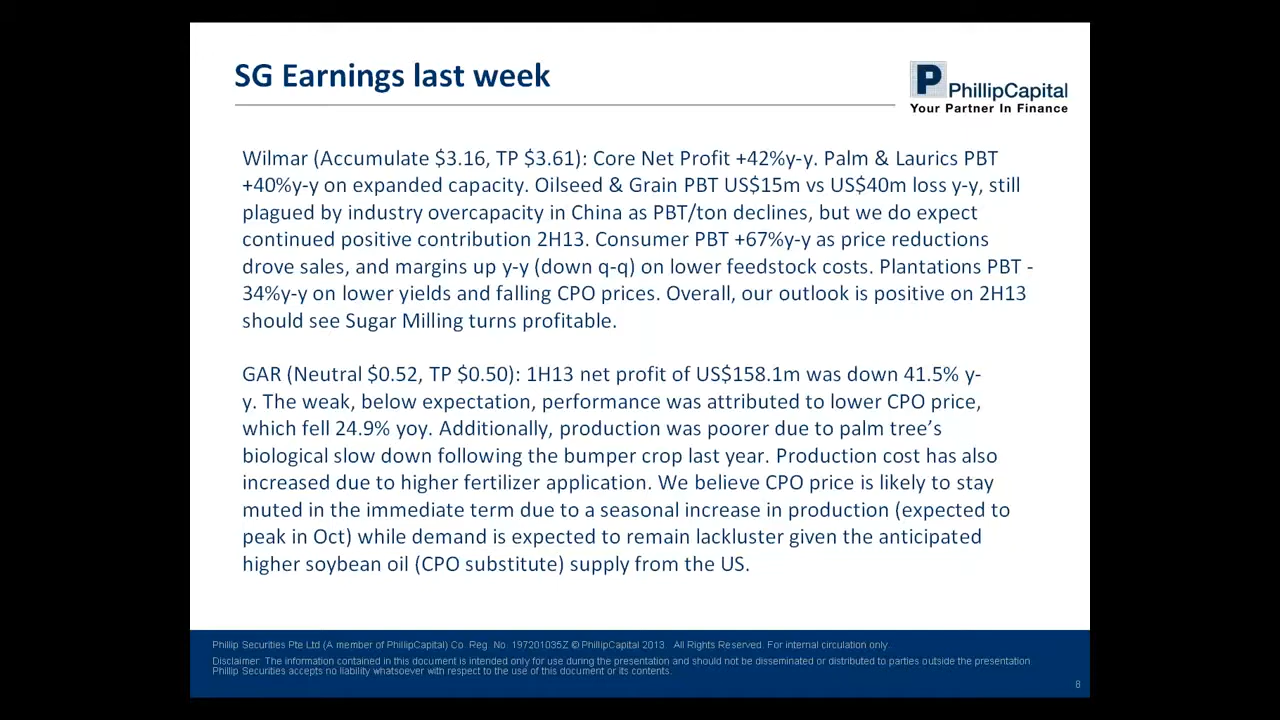 SG Earnings last week
P PhillipCapital
Your Partner In Finance
Wilmar (Accumulate $3.16, TP $3.61): Core Net Profit +42%y-y. Palm & Laurics PBT
+40%y-y on expanded capacity. Oilseed & Grain PBT US$15m vs US$40m loss y-y, still
plagued by industry overcapacity in China as PBT/ton declines, but we do expect
continued positive contribution 2H13. Consumer PBT +67%y-y as price reductions
drove sales, and margins up y-y (down q-q) on lower feedstock costs. Plantations PBT -
34%y-y on lower yields and falling CPO prices. Overall, our outlook is positive on 2H13
should see Sugar Milling turns profitable.
GAR (Neutral $0.52, TP $0.50): 1H13 net profit of US$158.1m was down 41.5% y-
y. The weak, below expectation, performance was attributed to lower CPO price,
which fell 24.9% yoy. Additionally, production was poorer due to palm tree’s
biological slow down following the bumper crop last year. Production cost has also
increased due to higher fertilizer application. We believe CPO price is likely to stay
muted in the immediate term due to a seasonal increase in production (expected to
peak in Oct) while demand is expected to remain lackluster given the anticipated
higher soybean oil (CPO substitute) supply from the US.
Phillip Securities Pte Ltd (A member of PhillipCapital) Co. Reg. No. 197201035Z © PhillipCapital 2013. All Rights Reserved. For internal circulation only.
Disclaimer: The information contained in this document is intended only for use during the presentation and should not be disseminated or distributed to parties outside the presentation.
Phillip Securities accepts no liability whatsoever with respect to the use of this document or its contents.
8